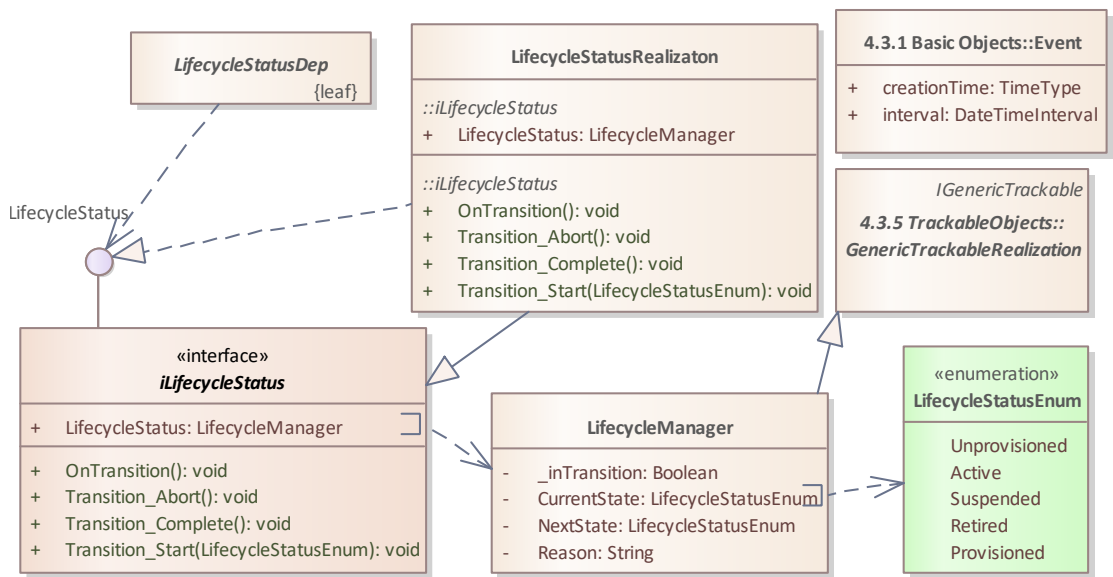 LifecycleStatusDep
{leaf}
LifecycleStatus
LifecycleStatusRealizaton
::iLifecycleStatus
+ LifecycleStatus: LifecycleManager
::iLifecycleStatus
+ OnTransition(): void
+ Transition_Abort(): void
+ Transition_Complete(): void
+ Transition_Start(LifecycleStatusEnum): void
4.3.1 Basic Objects::Event
+ creationTime: TimeType
+ interval: DateTimeInterval
IGenericTrackable
4.3.5 TrackableObjects::
GenericTrackableRealization
«interface»
iLifecycleStatus
+ LifecycleStatus: LifecycleManager
+ OnTransition(): void
+ Transition_Abort(): void
+ Transition_Complete(): void
+ Transition_Start(LifecycleStatusEnum): void
LifecycleManager
- _inTransition: Boolean
- CurrentState: LifecycleStatusEnum
- NextState: LifecycleStatusEnum
- Reason: String
«enumeration»
LifecycleStatusEnum
Unprovisioned
Active
Suspended
Retired
Provisioned